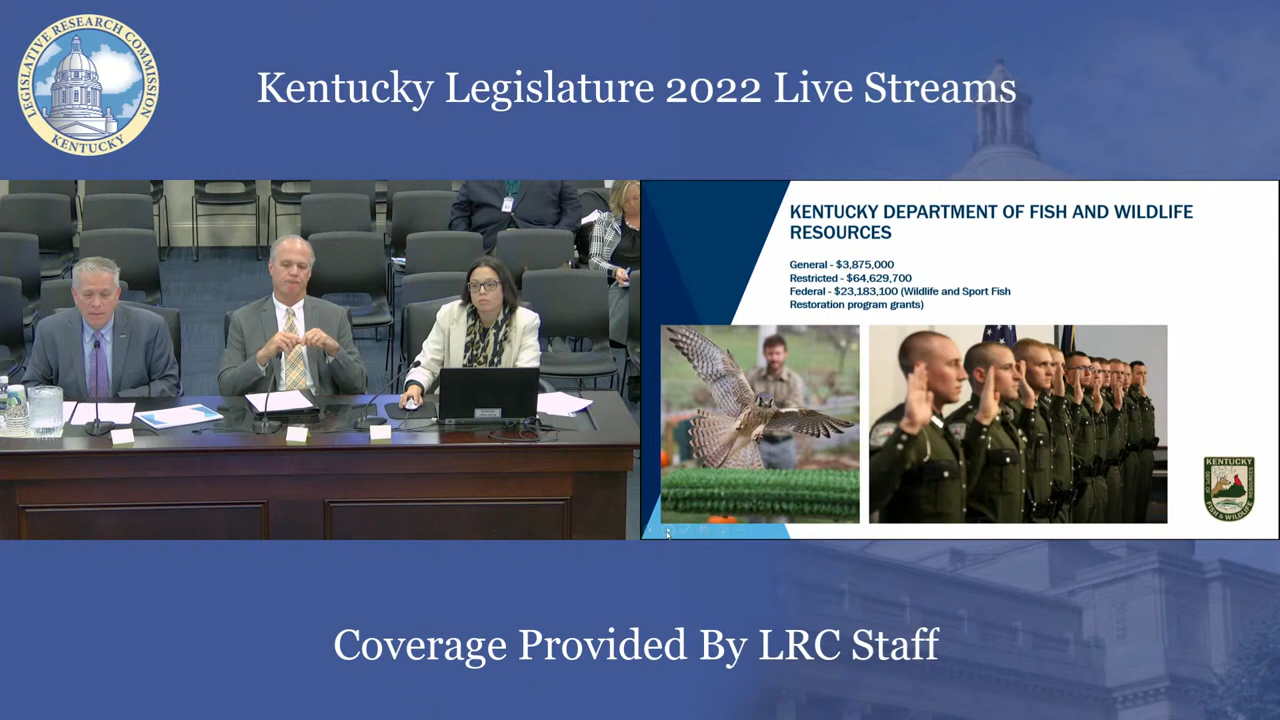 LEGISLATIVE RESEARCH COMMISSION
KENTUCKY
Kentucky Legislature 2022 Live Streams
KENTUCKY DEPARTMENT OF FISH AND WILDLIFE
RESOURCES
General - $3,875,000
Restricted - $64,629,700
Federal - $23,183,100 (Wildlife and Sport Fish
Restoration program grants)
KENTUCKY
FISH & WILDLIFE
Coverage Provided By LRC Staff